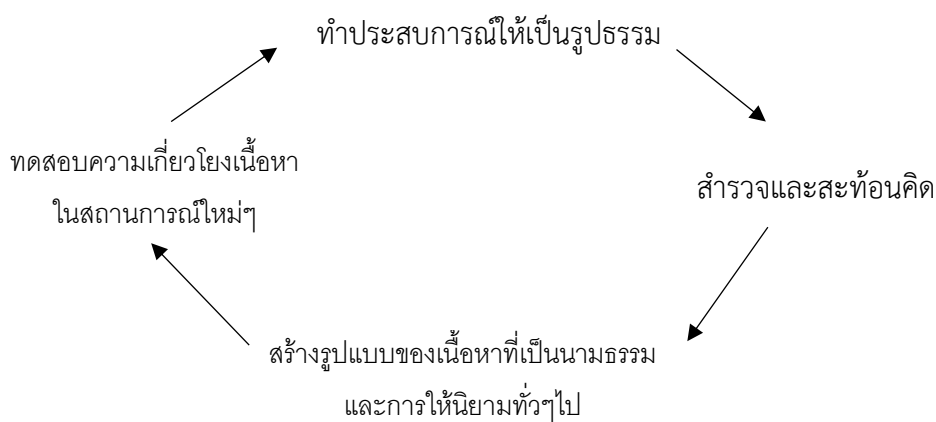 ทำประสบการณ์ให้เป็นรูปธรรม
ทดสอบความเกี่ยวโยงเนื้อหา
ในสถานการณ์ใหม่ๆ
สำรวจและสะท้อนคิด
สร้างรูปแบบของเนื้อหาที่เป็นนามธรรม
และการให้นิยามทั่วๆไป